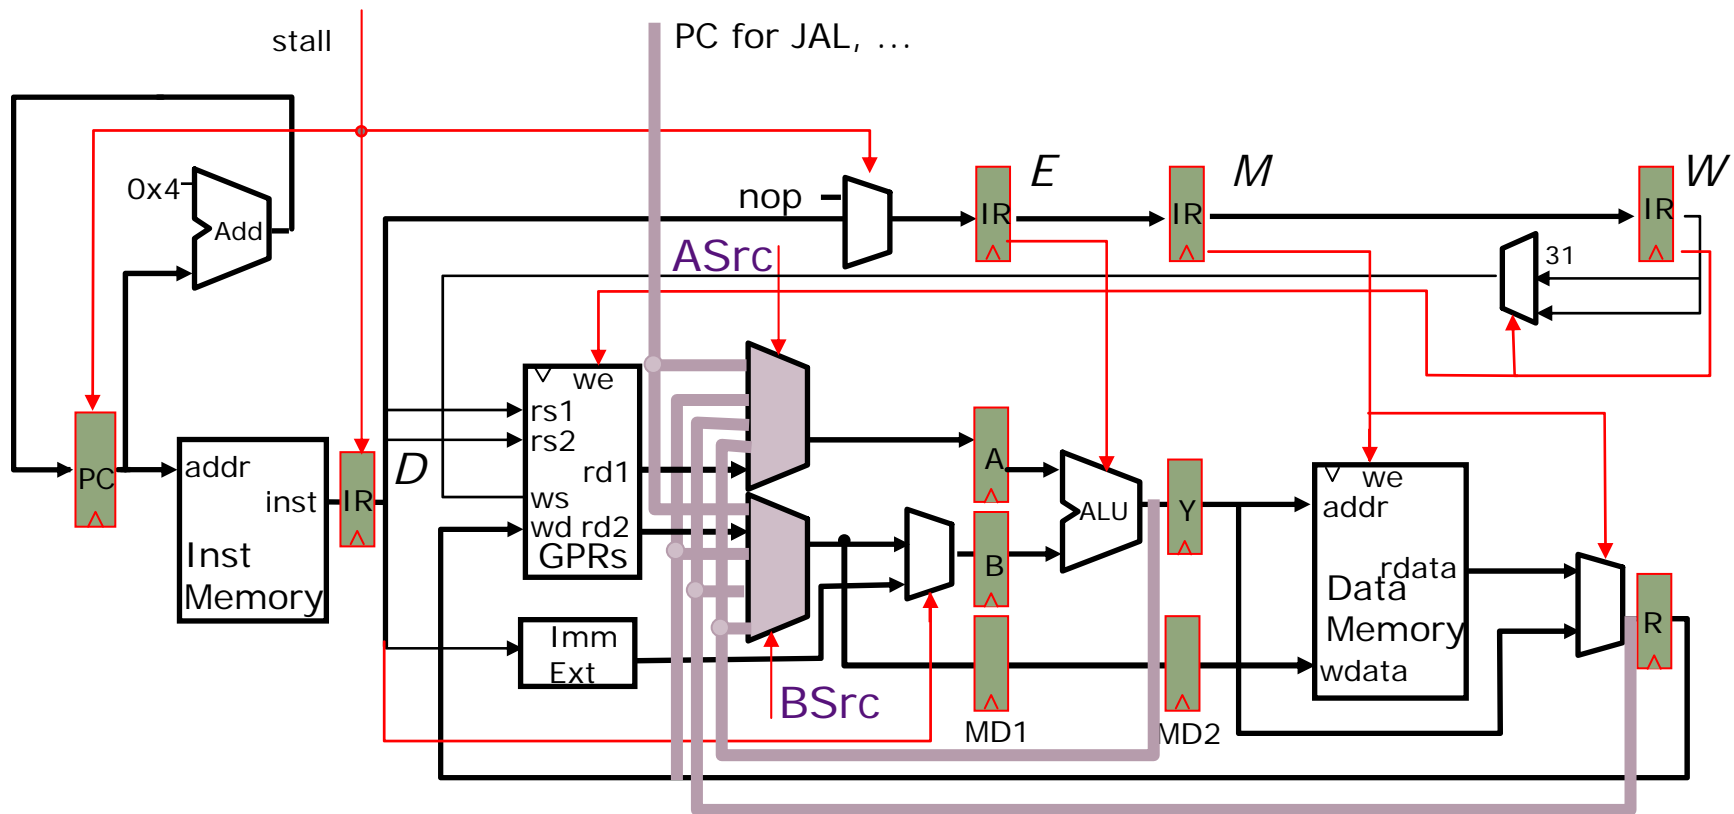 stall
PC for JAL, ...
E
M
W
0x4
Add
nop
IR
IR
IR
ASrc
31
we
rs1
rs2
rd1
ws
wd rd2
GPRs
PC
addr
inst
Inst
Memory
IR
D
A
B
ALU
Y
we
addr
rdata
Data
Memory
wdata
R
Imm
Ext
BSrc
MD1
MD2